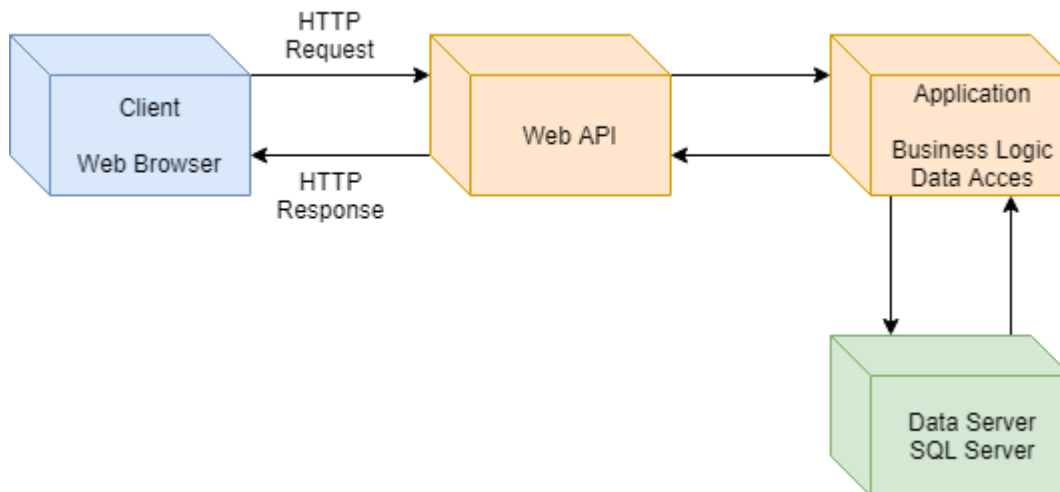 HTTP
Request
Client
Web Browser
HTTP
Response
Web API
Application
Business Logic
Data Acces
Data Server
SQL Server